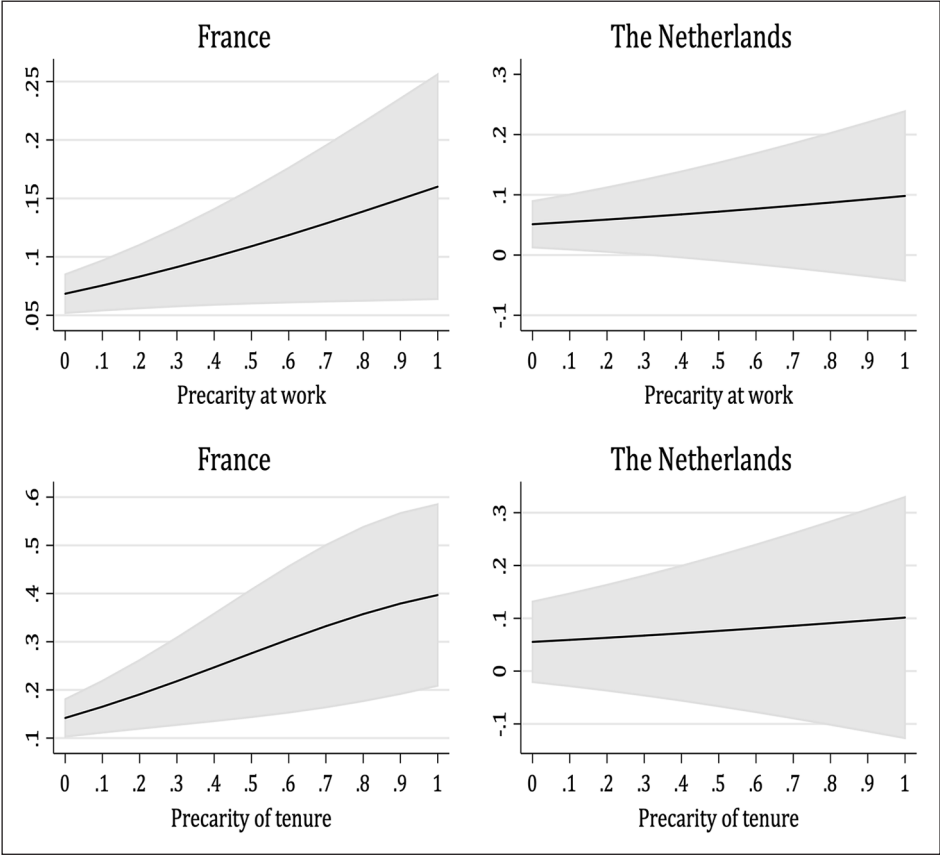 France
.25
.2
.15
.1
.05
0 .1 .2 .3 .4 .5 .6 .7 .8 .9 1
Precarity at work
The Netherlands
.3
.2
.1
0
-.1
0 .1 .2 .3 .4 .5 .6 .7 .8 .9 1
Precarity at work
France
.6
.5
.4
.3
.2
.1
0 .1 .2 .3 .4 .5 .6 .7 .8 .9 1
Precarity of tenure
The Netherlands
.3
.2
.1
0
-.1
0 .1 .2 .3 .4 .5 .6 .7 .8 .9 1
Precarity of tenure